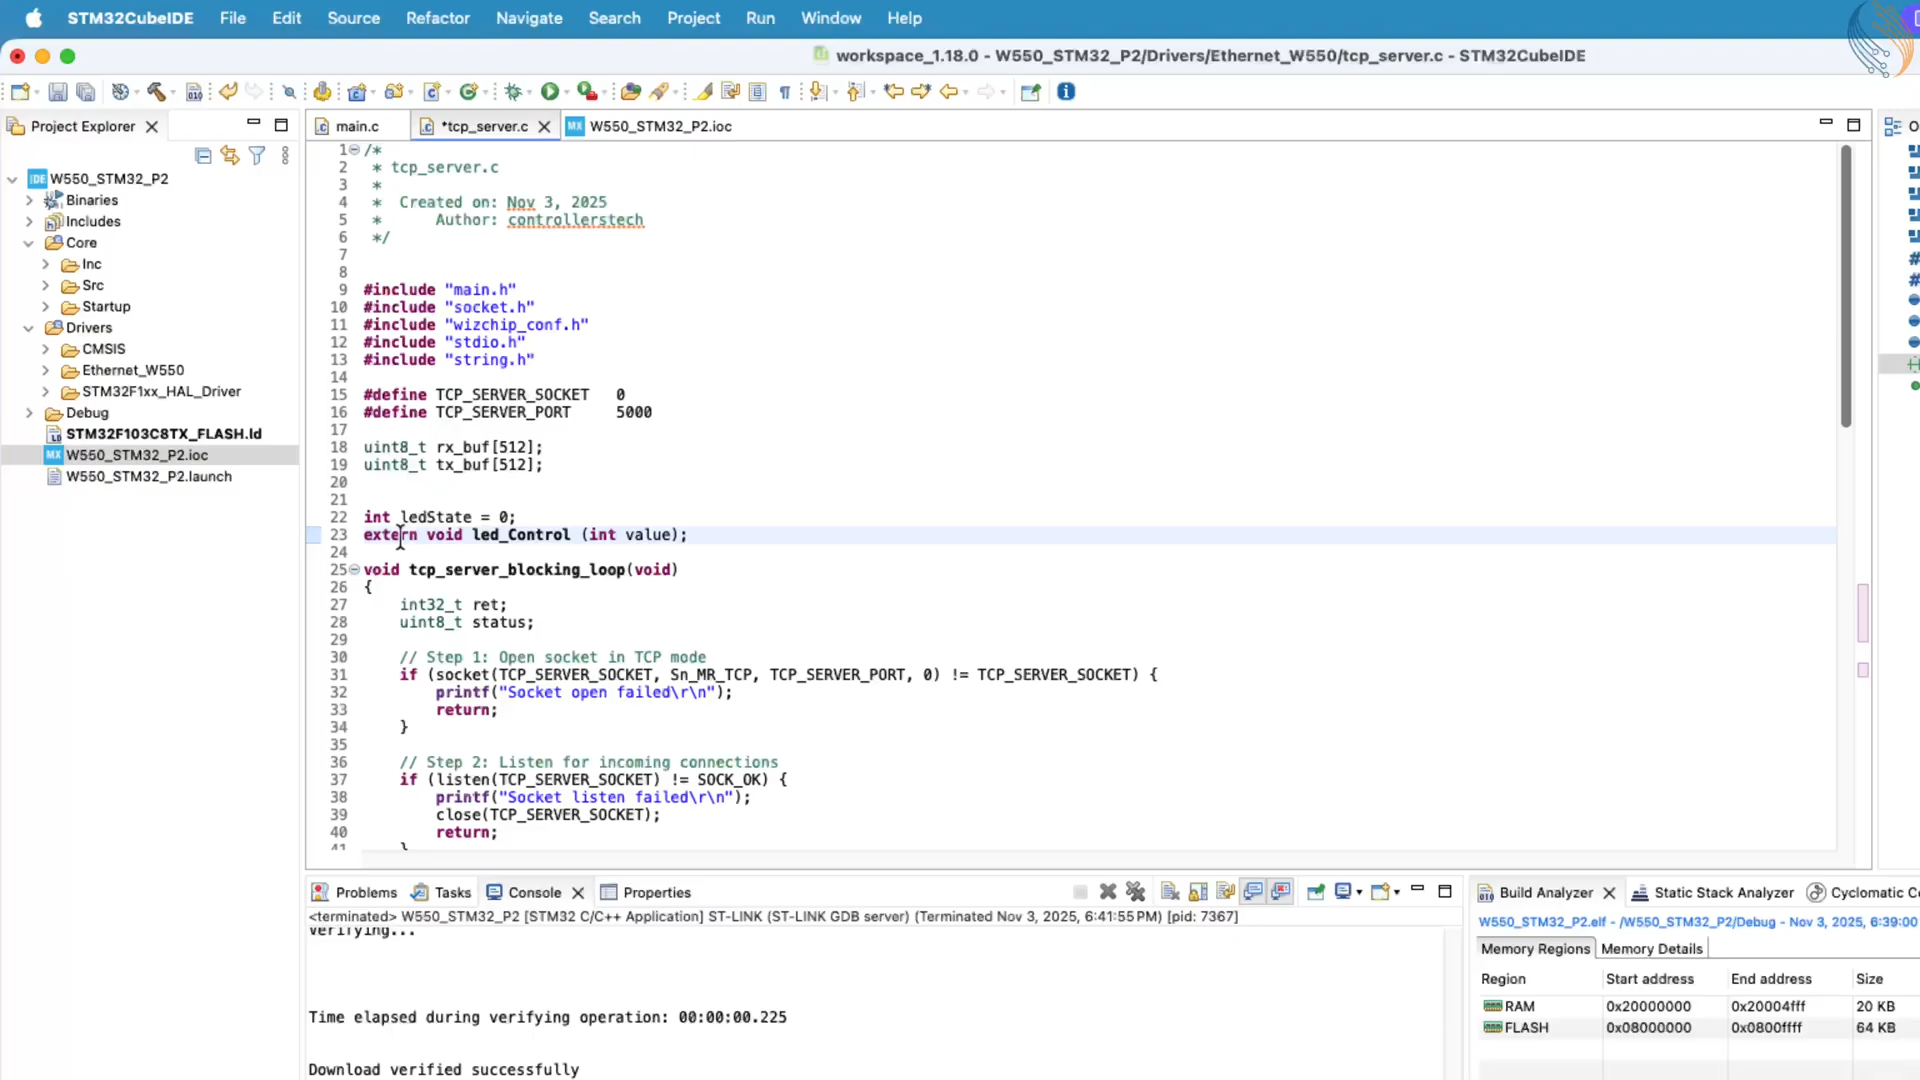 STM32CubeIDE File Edit Source Refactor Navigate Search Project Run Window Help
workspace_1.18.0 - W550_STM32_P2/Drivers/Ethernet_W550/tcp_server.c - STM32CubeIDE
Project Explorer
W550_STM32_P2
Binaries
Includes
Core
Inc
Src
Startup
Drivers
CMSIS
Ethernet_W550
STM32F1xx_HAL_Driver
Debug
STM32F103C8TX_FLASH.ld
W550_STM32_P2.ioc
W550_STM32_P2.launch
main.c *tcp_server.c W550_STM32_P2.ioc
1 /*
2 * tcp_server.c
3 *
4 * Created on: Nov 3, 2025
5 * Author: controllerstech
6 */
7
8
9 #include "main.h"
10 #include "socket.h"
11 #include "wizchip_conf.h"
12 #include "stdio.h"
13 #include "string.h"
14
15 #define TCP_SERVER_SOCKET 0
16 #define TCP_SERVER_PORT 5000
17
18 uint8_t rx_buf[512];
19 uint8_t tx_buf[512];
20
21
22 int ledState = 0;
23 extern void led_Control (int value);
24
25 void tcp_server_blocking_loop(void)
26 {
27 int32_t ret;
28 uint8_t status;
29
30 // Step 1: Open socket in TCP mode
31 if (socket(TCP_SERVER_SOCKET, Sn_MR_TCP, TCP_SERVER_PORT, 0) != TCP_SERVER_SOCKET) {
32 printf("Socket open failed\r\n");
33 return;
34 }
35
36 // Step 2: Listen for incoming connections
37 if (listen(TCP_SERVER_SOCKET) != SOCK_OK) {
38 printf("Socket listen failed\r\n");
39 close(TCP_SERVER_SOCKET);
40 return;
41 }
Problems Tasks Console Properties
<terminated> W550_STM32_P2 [STM32 C/C++ Application] ST-LINK (ST-LINK GDB server) (Terminated Nov 3, 2025, 6:41:55 PM) [pid: 7367]
Verifying...
Time elapsed during verifying operation: 00:00:00.225
Download verified successfully
Build Analyzer Static Stack Analyzer Cyclomatic Co
W550_STM32_P2.elf - /W550_STM32_P2/Debug - Nov 3, 2025, 6:39:00
Memory Regions Memory Details
Region Start address End address Size
RAM 0x20000000 0x20004fff 20 KB
FLASH 0x08000000 0x0800ffff 64 KB